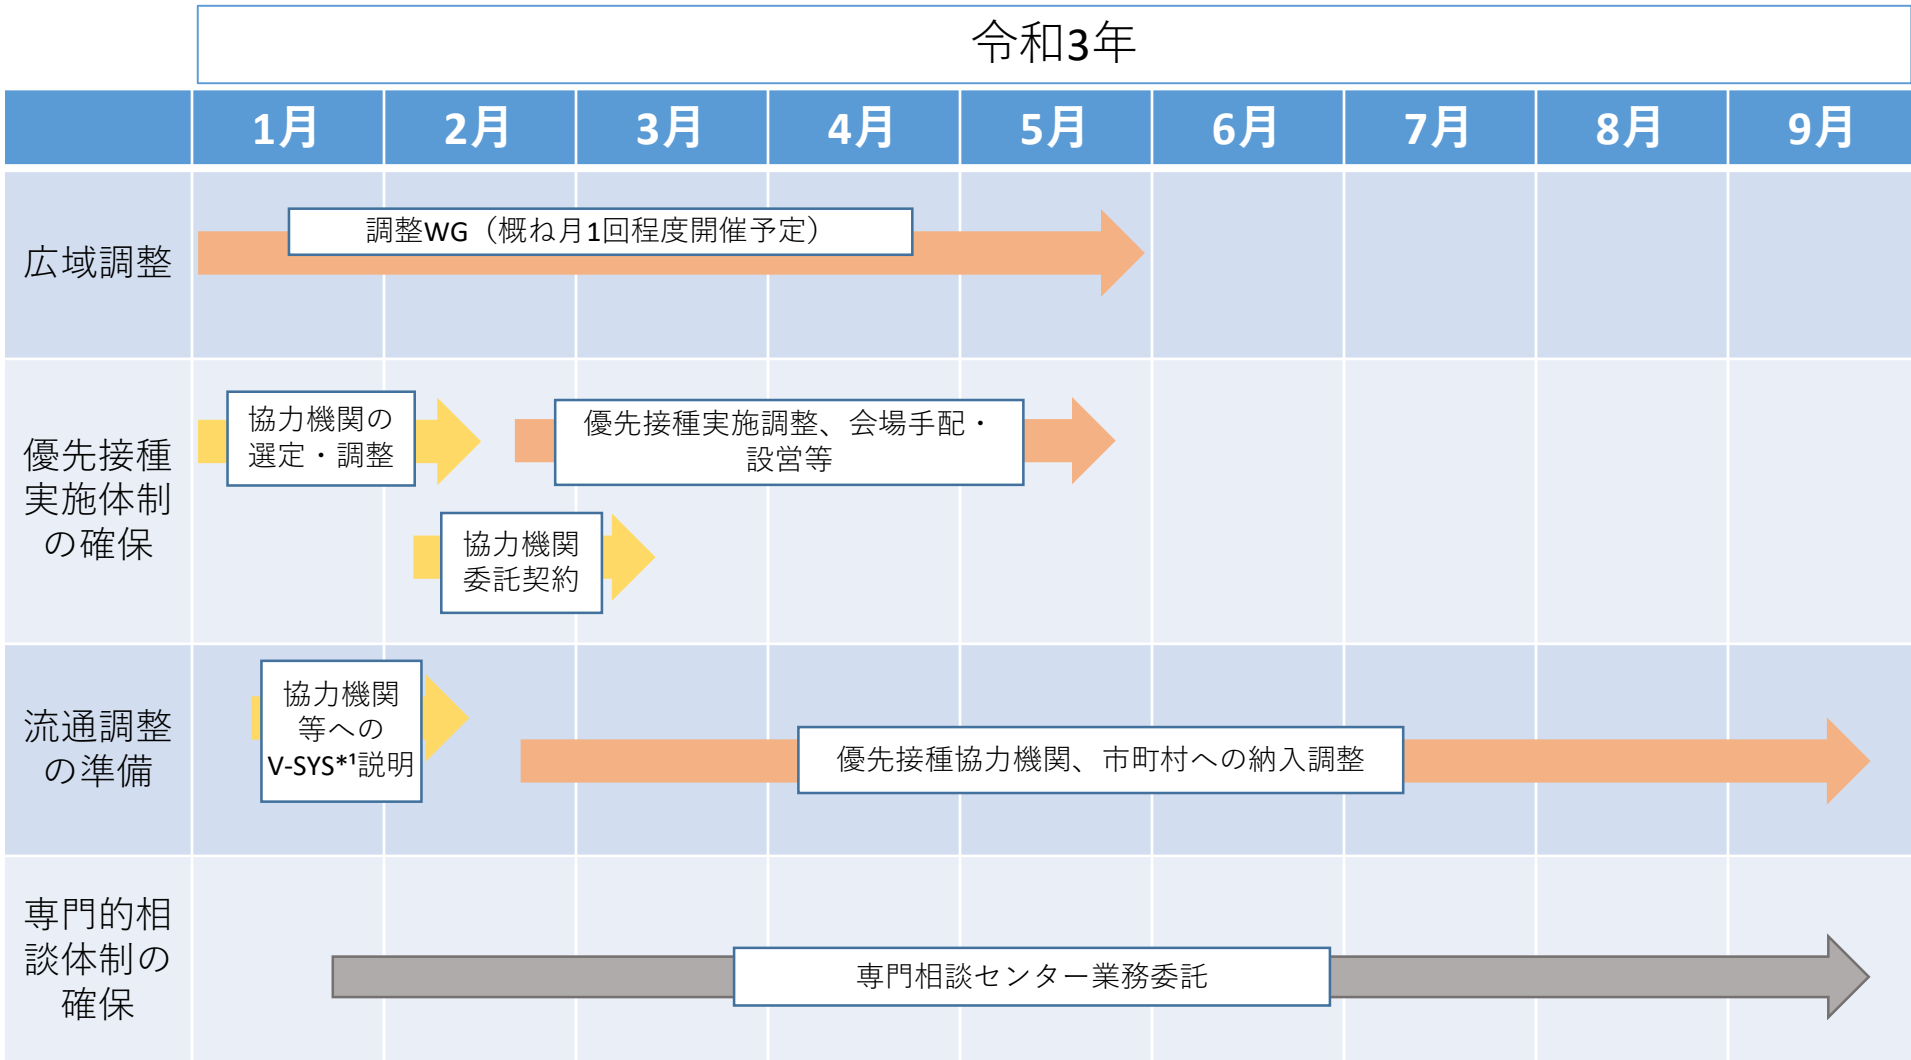 令和3年
1月
2月
3月
4月
5月
6月
7月
8月
9月
広域調整
調整WG（概ね月1回程度開催予定）
優先接種
実施体制
の確保
協力機関の
選定・調整
優先接種実施調整、会場手配・
設営等
協力機関
委託契約
流通調整
の準備
協力機関
等への
V-SYS*¹説明
優先接種協力機関、市町村への納入調整
専門的相
談体制の
確保
専門相談センター業務委託